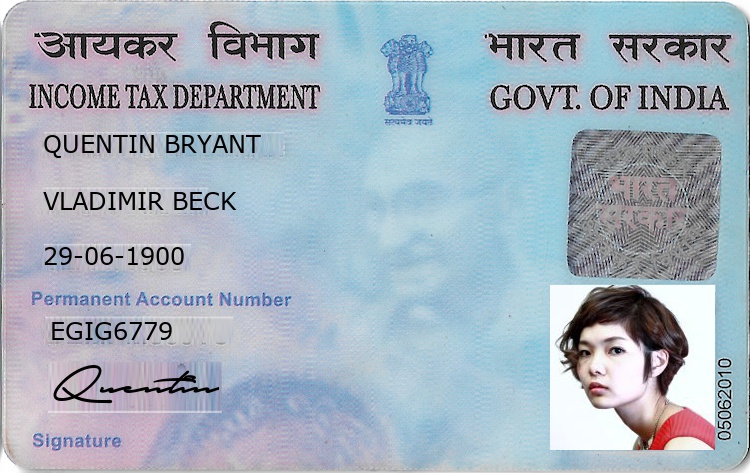 आयकर विभाग भारत सरकार
INCOME TAX DEPARTMENT GOVT. OF INDIA
सत्यमेव जयते
QUENTIN BRYANT
VLADIMIR BECK
29-06-1900
भारत
सरकार
Permanent Account Number
EGIG6779
Quentin
Signature
05062010